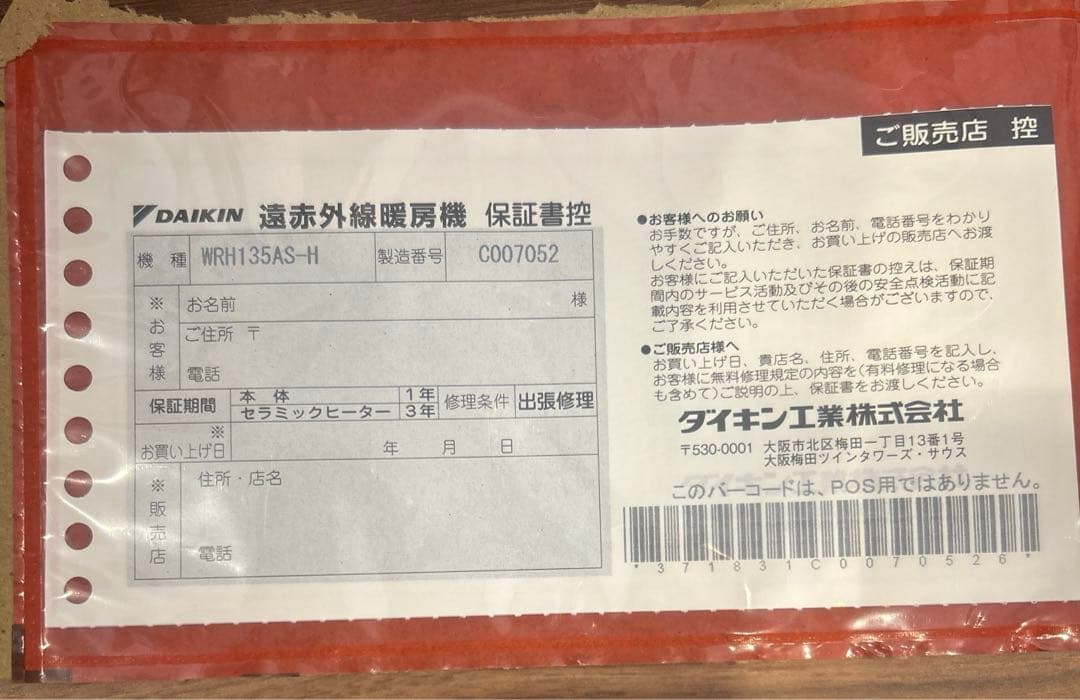 ご販売店 控
DAIKIN 遠赤外線暖房機 保証書控
機種 WRH135AS-H 製造番号 C007052
※お客様
お名前 様
ご住所 〒
電話
保証期間 本体 1年 修理条件 出張修理
セラミックヒーター 3年
※
お買い上げ日 年 月 日
※販売店
住所・店名
電話
●お客様へのお願い
お手数ですが、ご住所、お名前、電話番号をわかり
やすくご記入いただき、お買い上げの販売店へお渡
しください。
お客様にご記入いただいた保証書の控えは、保証期
間内のサービス活動及びその後の安全点検活動に記
載内容を利用させていただく場合がございますので、
ご了承ください。
●ご販売店様へ
お買い上げ日、貴店名、住所、電話番号を記入し、
お客様に無料修理規定の内容を(有料修理になる場合
も含めて)ご説明の上、保証書をお渡しください。
ダイキン工業株式会社
〒530-0001 大阪市北区梅田一丁目13番1号
大阪梅田ツインタワーズ・サウス
このバーコードは、POS用ではありません。
*371831C0070526*